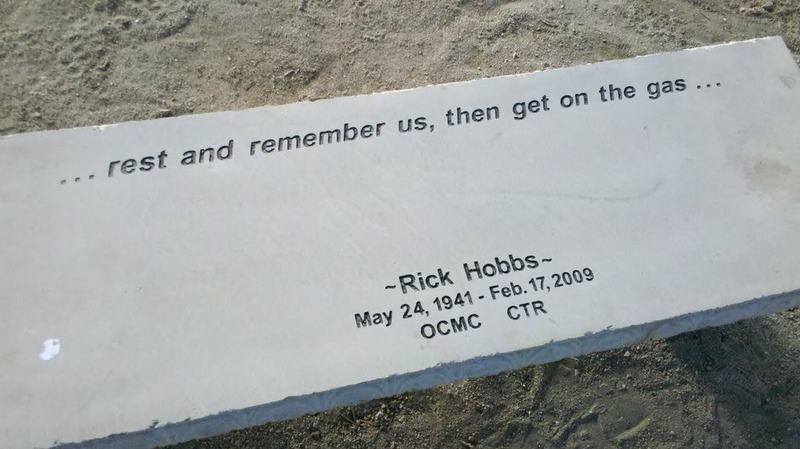 ... rest and remember us, then get on the gas ...
~Rick Hobbs~
May 24, 1941 - Feb. 17, 2009
OCMC CTR